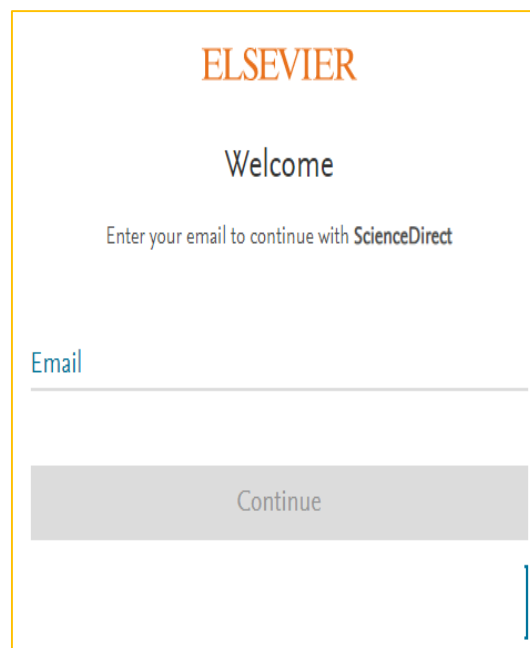 ELSEVIER
Welcome
Enter your email to continue with ScienceDirect
Email
Continue